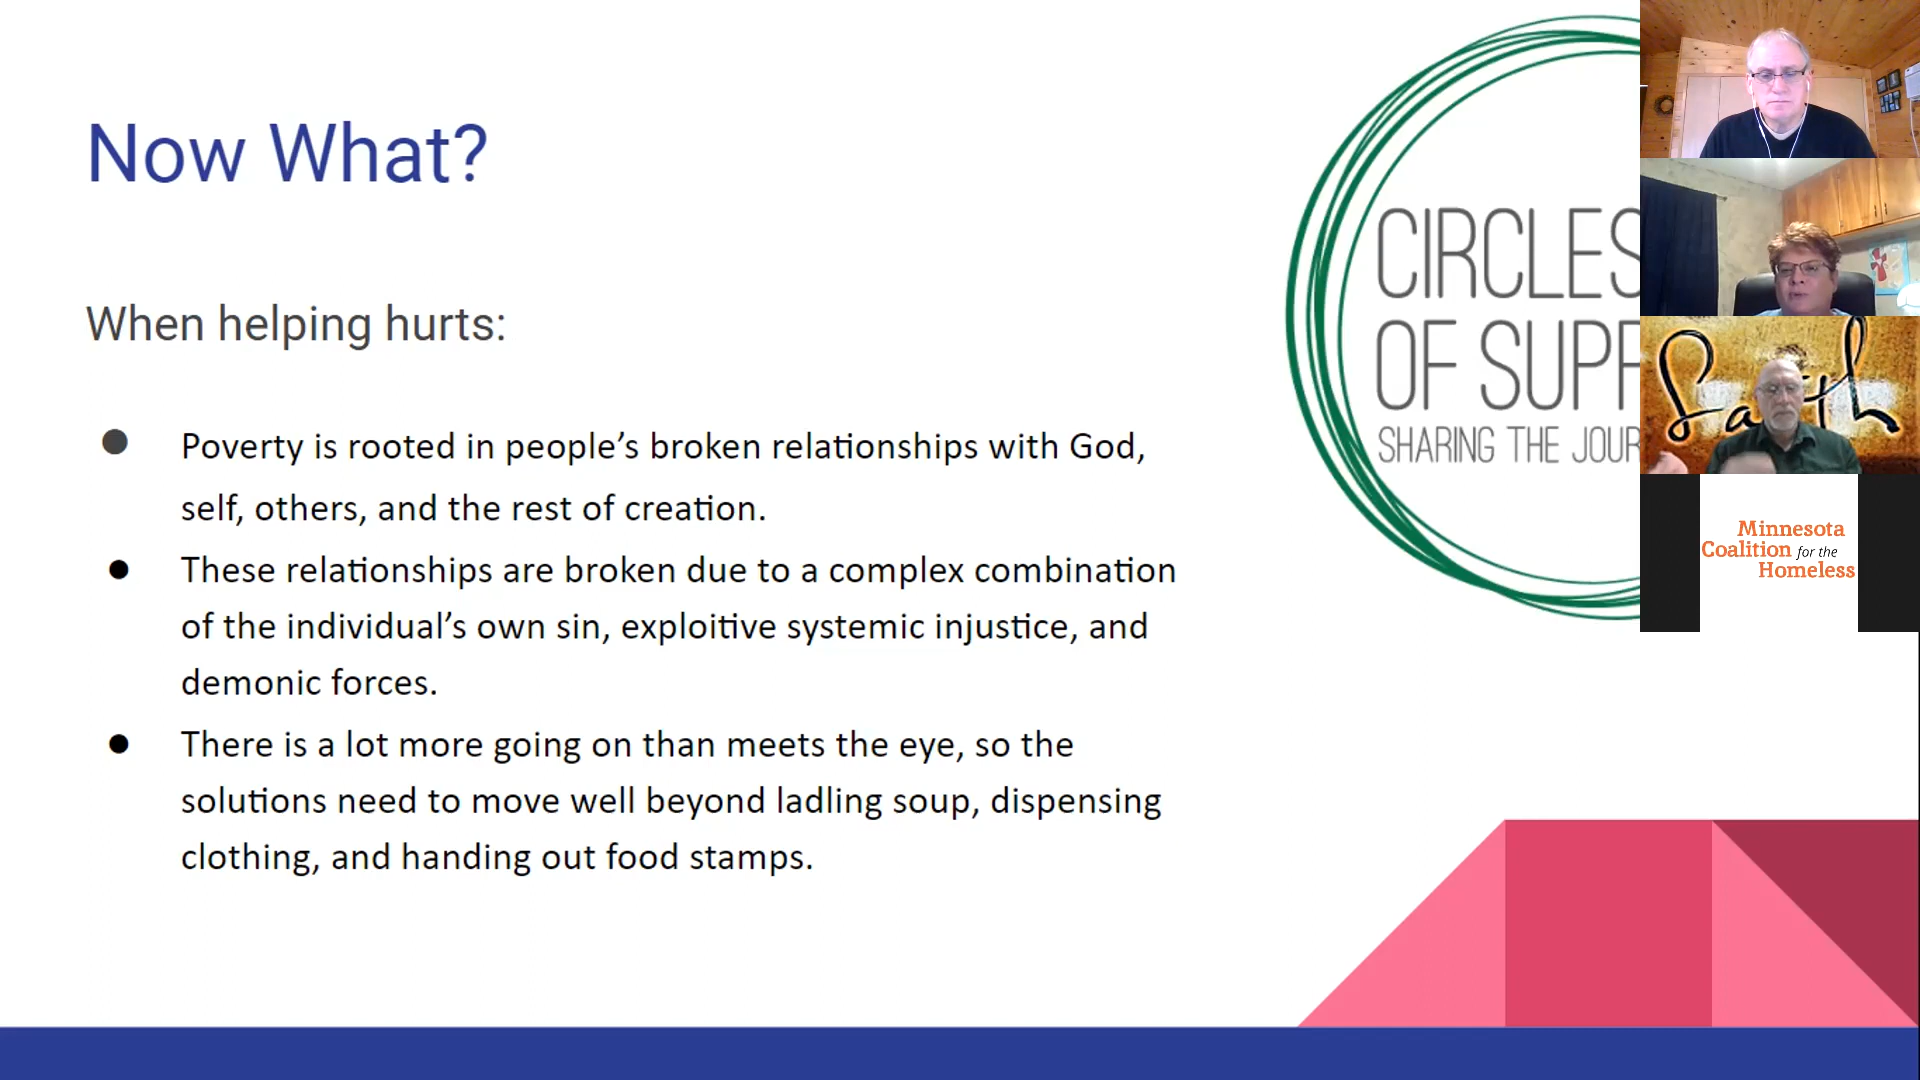 Now What?
When helping hurts:
● Poverty is rooted in people’s broken relationships with God,
self, others, and the rest of creation.
● These relationships are broken due to a complex combination
of the individual’s own sin, exploitive systemic injustice, and
demonic forces.
● There is a lot more going on than meets the eye, so the
solutions need to move well beyond ladling soup, dispensing
clothing, and handing out food stamps.
CIRCLES
OF SUPP
SHARING THE JOUR
Faith
Minnesota
Coalition for the
Homeless